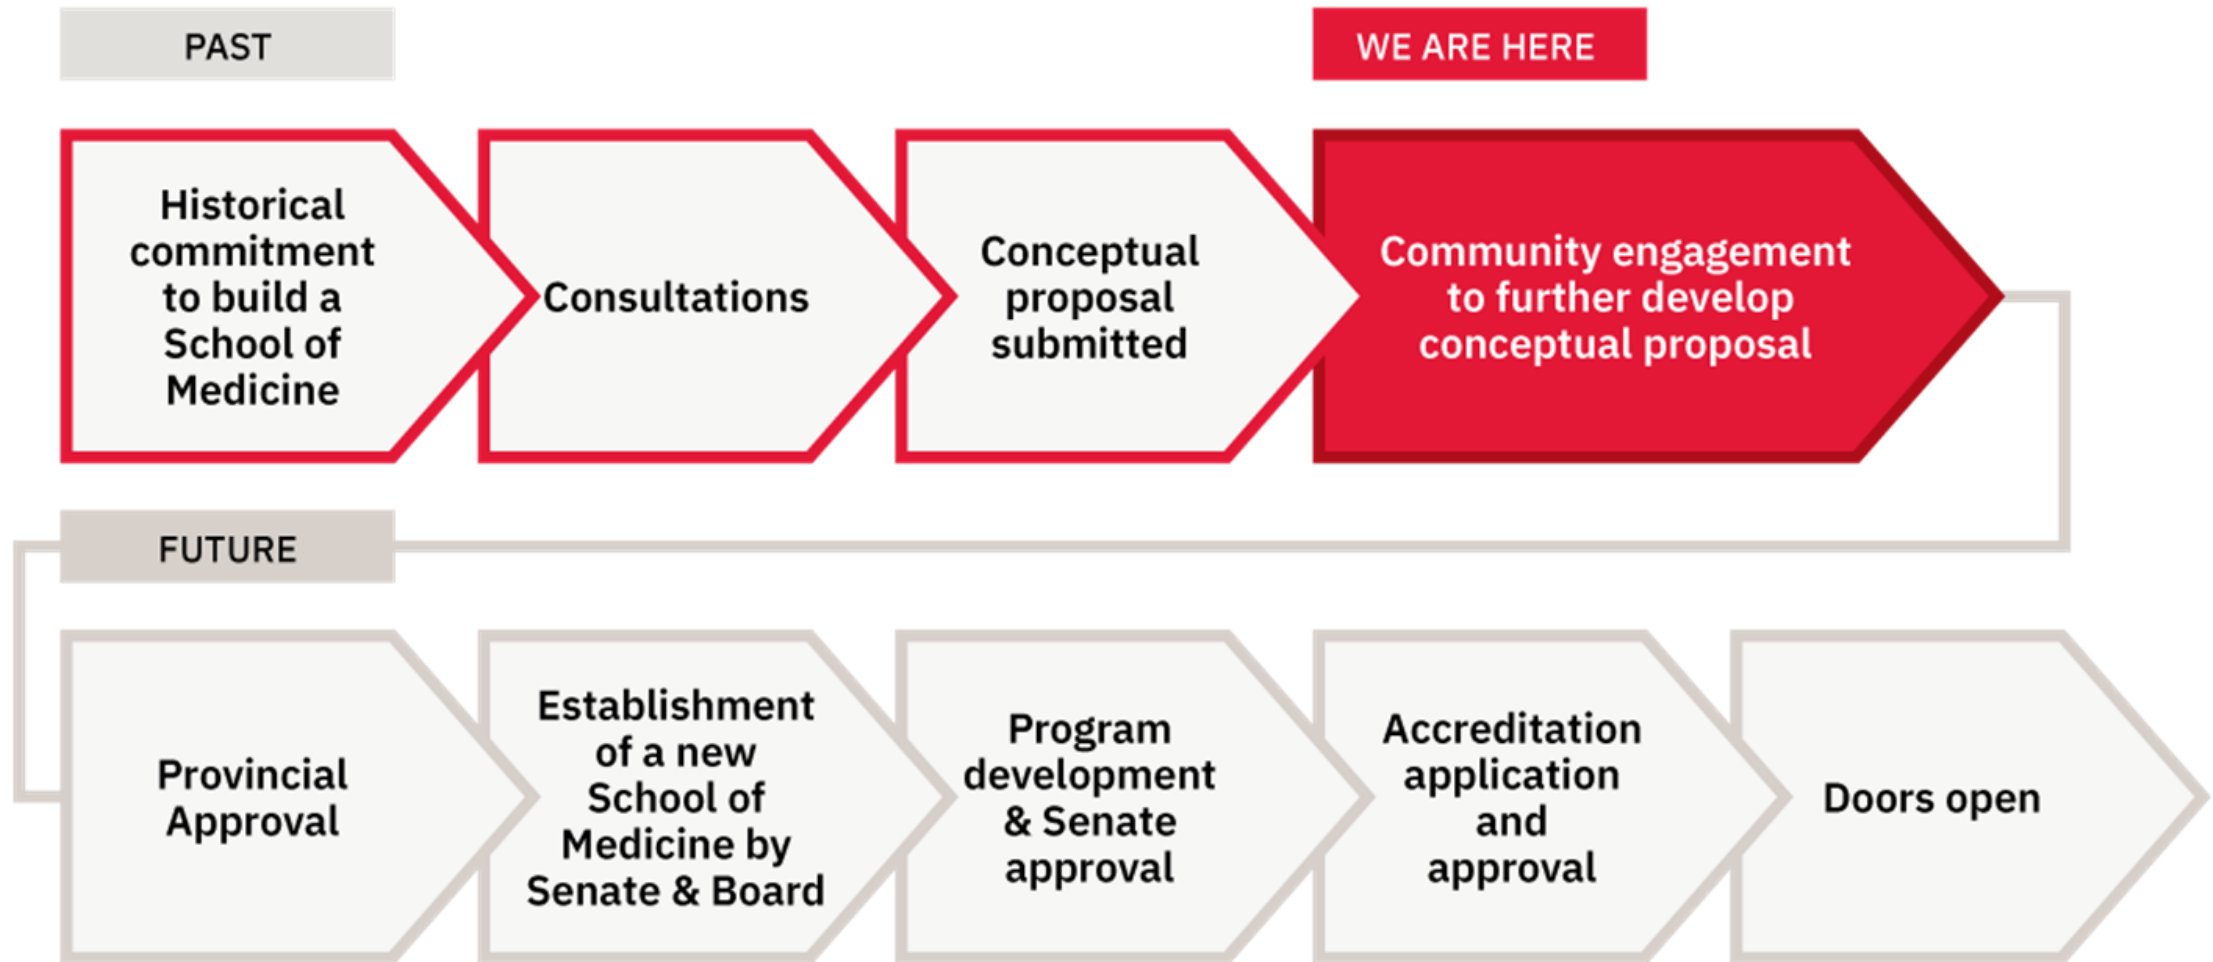 PAST
WE ARE HERE
Historical
commitment
to build a
School of
Medicine
Consultations
Conceptual
proposal
submitted
Community engagement
to further develop
conceptual proposal
FUTURE
Provincial
Approval
Establishment
of a new
School of
Medicine by
Senate & Board
Program
development
& Senate
approval
Accreditation
application
and
approval
Doors open